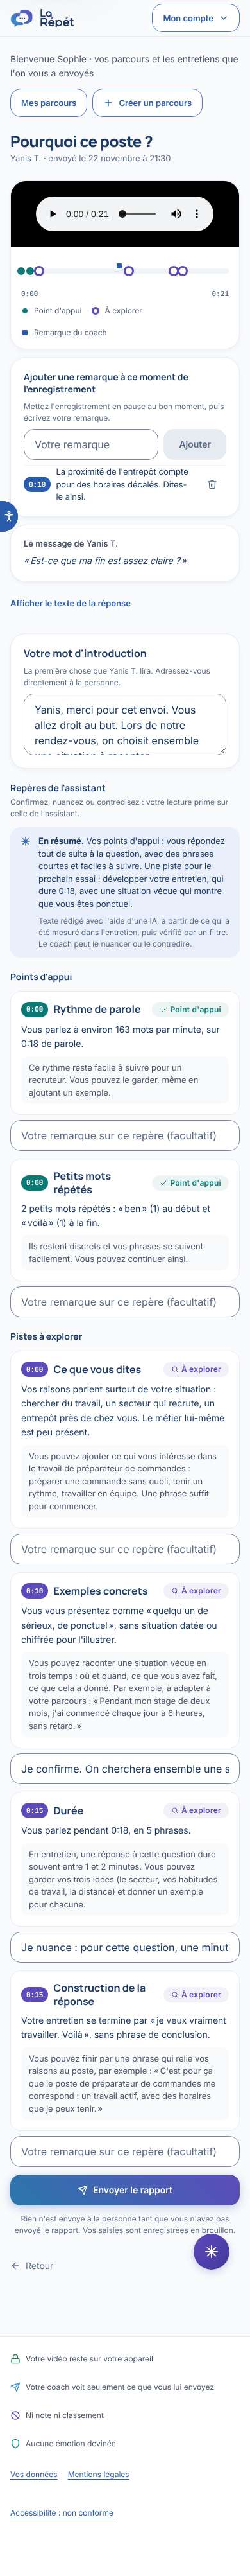 La
Répét
Mon compte
Bienvenue Sophie · vos parcours et les entretiens que
l'on vous a envoyés
Mes parcours
Créer un parcours
Pourquoi ce poste ?
Yanis T. · envoyé le 22 novembre à 21:30
0:00 / 0:21
0:00
0:21
Point d'appui
À explorer
Remarque du coach
Ajouter une remarque à ce moment de
l'enregistrement
Mettez l'enregistrement en pause au bon moment, puis
écrivez votre remarque.
Votre remarque
Ajouter
0:10
La proximité de l'entrepôt compte
pour des horaires décalés. Dites-
le ainsi.
Le message de Yanis T.
« Est-ce que ma fin est assez claire ? »
Afficher le texte de la réponse
Votre mot d'introduction
La première chose que Yanis T. lira. Adressez-vous
directement à la personne.
Yanis, merci pour cet envoi. Vous
allez droit au but. Lors de notre
rendez-vous, on choisit ensemble
Repères de l'assistant
Confirmez, nuancez ou contredisez : votre lecture prime sur
celle de l'assistant.
En résumé. Vos points d'appui : vous répondez
tout de suite à la question, avec des phrases
courtes et faciles à suivre. Une piste pour le
prochain essai : développer votre entretien, qui
dure 0:18, avec une situation vécue qui montre
que vous êtes ponctuel.
Texte rédigé avec l'aide d'une IA, à partir de ce qui a
été mesuré dans l'entretien, puis vérifié par un filtre.
Le coach peut le nuancer ou le contredire.
Points d'appui
0:00
Rythme de parole
Point d'appui
Vous parlez à environ 163 mots par minute, sur
0:18 de parole.
Ce rythme reste facile à suivre pour un
recruteur. Vous pouvez le garder, même en
ajoutant un exemple.
Votre remarque sur ce repère (facultatif)
0:00
Petits mots
répétés
Point d'appui
2 petits mots répétés : « ben » (1) au début et
« voilà » (1) à la fin.
Ils restent discrets et vos phrases se suivent
facilement. Vous pouvez continuer ainsi.
Votre remarque sur ce repère (facultatif)
Pistes à explorer
0:00
Ce que vous dites
À explorer
Vos raisons parlent surtout de votre situation :
chercher du travail, un secteur qui recrute, un
entrepôt près de chez vous. Le métier lui-même
est peu présent.
Vous pouvez ajouter ce qui vous intéresse dans
le travail de préparateur de commandes :
préparer une commande sans oubli, tenir un
rythme, travailler en équipe. Une phrase suffit
pour commencer.
Votre remarque sur ce repère (facultatif)
0:10
Exemples concrets
À explorer
Vous vous présentez comme « quelqu'un de
sérieux, de ponctuel », sans situation datée ou
chiffrée pour l'illustrer.
Vous pouvez raconter une situation vécue en
trois temps : où et quand, ce que vous avez fait,
ce que cela a donné. Par exemple, à adapter à
votre parcours : « Pendant mon stage de deux
mois, j'ai commencé chaque jour à 6 heures,
sans retard. »
Je confirme. On cherchera ensemble une s
0:15
Durée
À explorer
Vous parlez pendant 0:18, en 5 phrases.
En entretien, une réponse à cette question dure
souvent entre 1 et 2 minutes. Vous pouvez
garder vos trois idées (le secteur, vos habitudes
de travail, la distance) et donner un exemple
pour chacune.
Je nuance : pour cette question, une minut
0:15
Construction de la
réponse
À explorer
Votre entretien se termine par « je veux vraiment
travailler. Voilà », sans phrase de conclusion.
Vous pouvez finir par une phrase qui relie vos
raisons au poste, par exemple : « C'est pour ça
que le poste de préparateur de commandes me
correspond : un travail actif, avec des horaires
que je peux tenir. »
Votre remarque sur ce repère (facultatif)
Envoyer le rapport
Rien n'est envoyé à la personne tant que vous n'avez pas
envoyé le rapport. Vos saisies sont enregistrées en brouillon.
Retour
Votre vidéo reste sur votre appareil
Votre coach voit seulement ce que vous lui envoyez
Ni note ni classement
Aucune émotion devinée
Vos données
Mentions légales
Accessibilité : non conforme